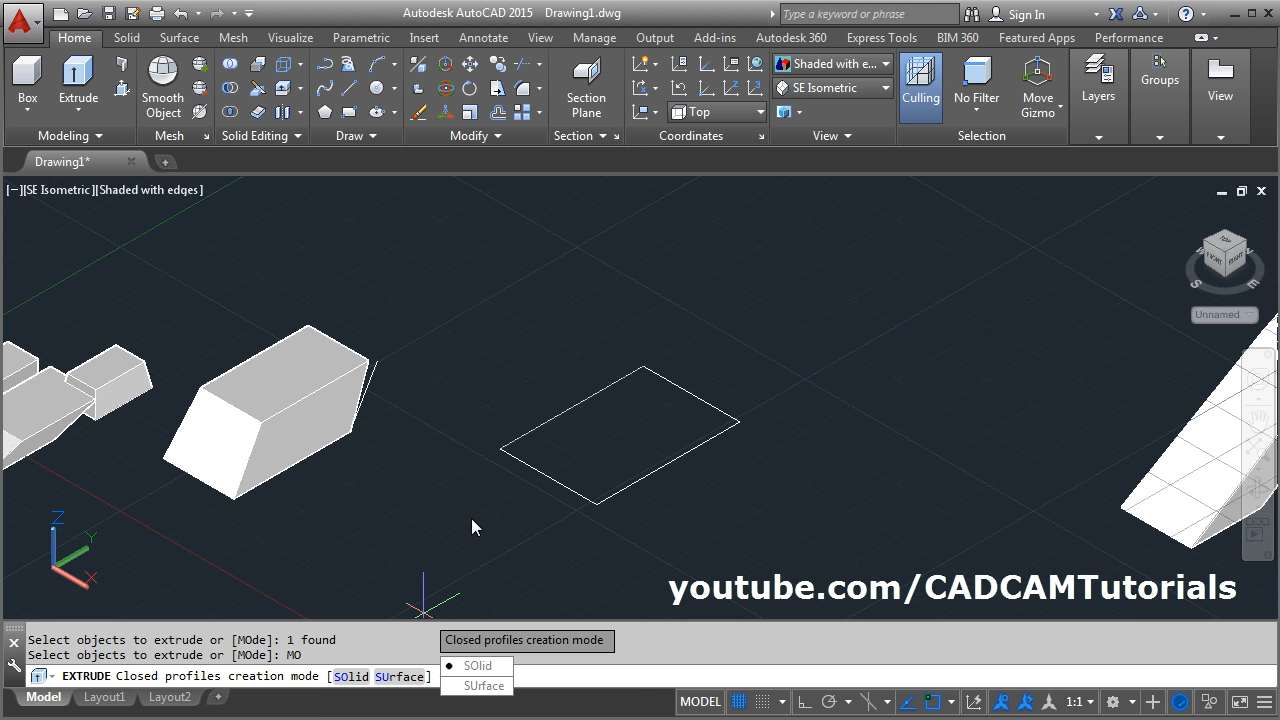 Autodesk AutoCAD 2015 Drawing1.dwg
Type a keyword or phrase
Sign In
Home Solid Surface Mesh Visualize Parametric Insert Annotate View Manage Output Add-ins Autodesk 360 Express Tools BIM 360 Featured Apps Performance
Box
Extrude
Smooth
Object
Section
Plane
Top
Shaded with e...
SE Isometric
Culling
No Filter
Move
Gizmo
Layers
Groups
View
Modeling
Mesh
Solid Editing
Draw
Modify
Section
Coordinates
View
Selection
Drawing1*
[−][SE Isometric][Shaded with edges]
TOP
FRONT
RIGHT
S
E
Unnamed
Z
Y
X
youtube.com/CADCAMTutorials
Select objects to extrude or [MOde]: 1 found
Select objects to extrude or [MOde]: MO
EXTRUDE Closed profiles creation mode [SOlid SUrface]
Closed profiles creation mode
SOlid
SUrface
Model Layout1 Layout2
MODEL
1:1